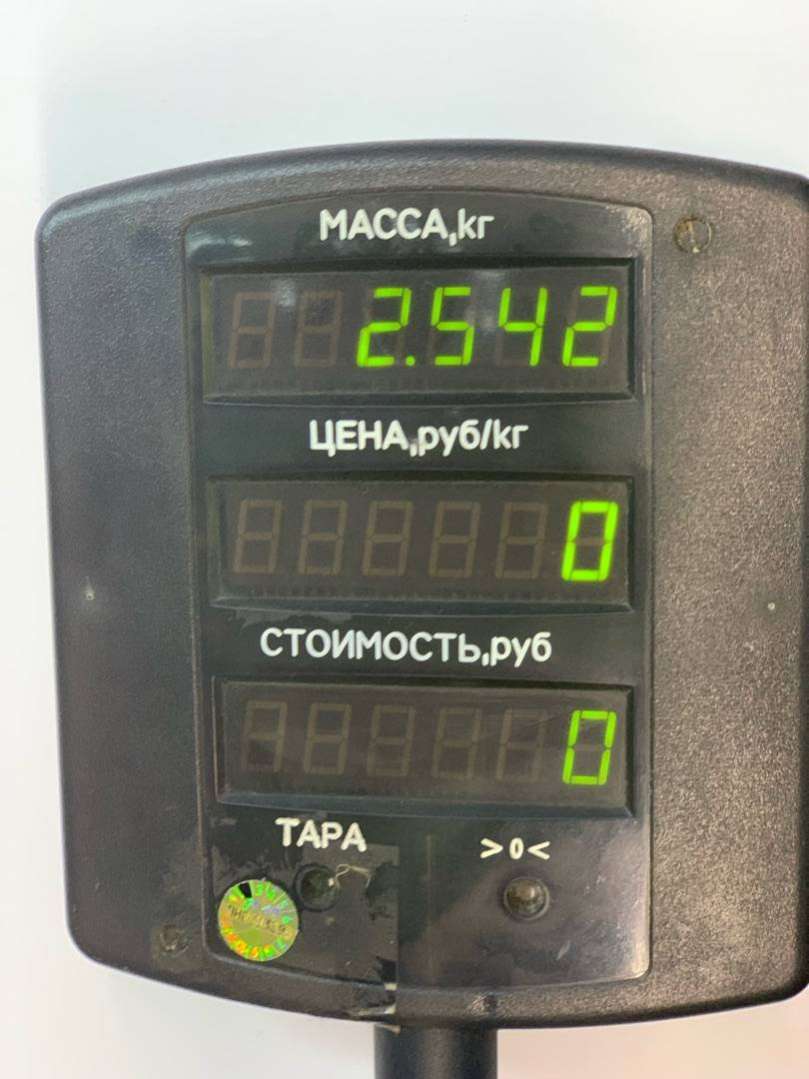 МАССА,кг
2.542
ЦЕНА,руб/кг
0
СТОИМОСТЬ,руб
0
ТАРА >0<